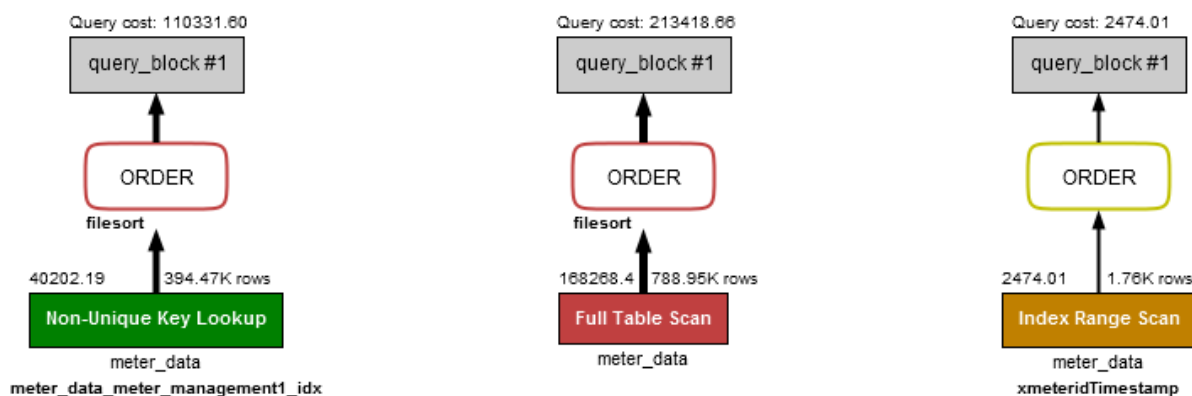 Query cost: 110331.60
query_block #1
ORDER
filesort
40202.19 394.47K rows
Non-Unique Key Lookup
meter_data
meter_data_meter_management1_idx
Query cost: 213418.66
query_block #1
ORDER
filesort
168268.4 788.95K rows
Full Table Scan
meter_data
Query cost: 2474.01
query_block #1
ORDER
2474.01 1.76K rows
Index Range Scan
meter_data
xmeteridTimestamp